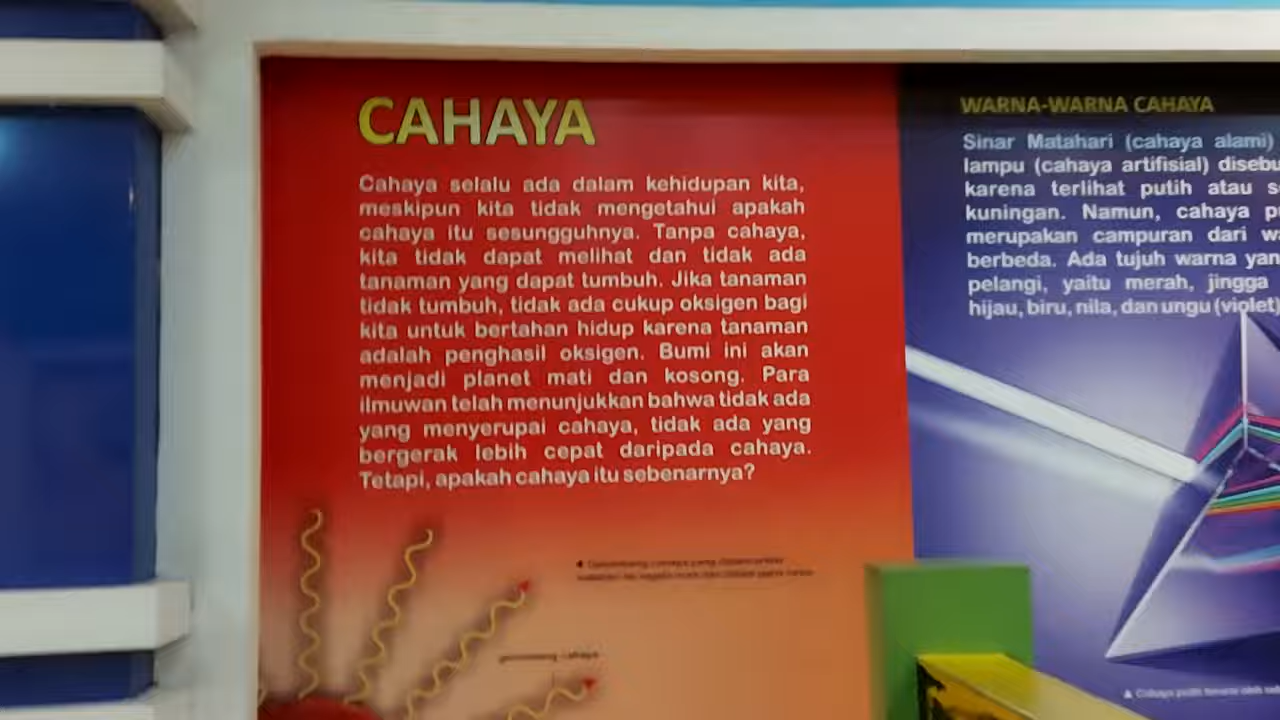 CAHAYA
Cahaya selalu ada dalam kehidupan kita,
meskipun kita tidak mengetahui apakah
cahaya itu sesungguhnya. Tanpa cahaya,
kita tidak dapat melihat dan tidak ada
tanaman yang dapat tumbuh. Jika tanaman
tidak tumbuh, tidak ada cukup oksigen bagi
kita untuk bertahan hidup karena tanaman
adalah penghasil oksigen. Bumi ini akan
menjadi planet mati dan kosong. Para
ilmuwan telah menunjukkan bahwa tidak ada
yang menyerupai cahaya, tidak ada yang
bergerak lebih cepat daripada cahaya.
Tetapi, apakah cahaya itu sebenarnya?
gelombang cahaya
WARNA-WARNA CAHAYA
Sinar Matahari (cahaya alami)
lampu (cahaya artifisial) disebu
karena terlihat putih atau s
kuningan. Namun, cahaya p
merupakan campuran dari wa
berbeda. Ada tujuh warna yan
pelangi, yaitu merah, jingga
hijau, biru, nila, dan ungu (violet)